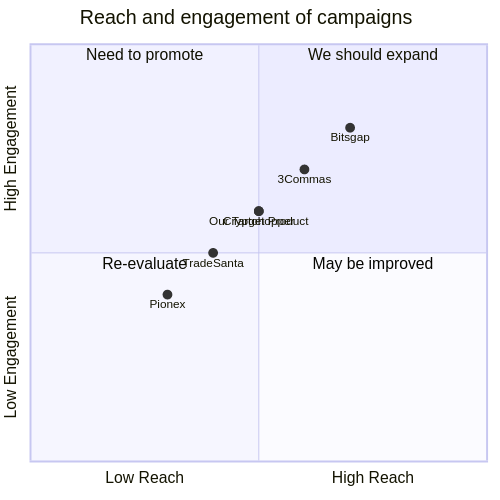 Reach and engagement of campaigns
Need to promote
We should expand
High Engagement
Bitsgap
3Commas
Our Target Product
Cryptohopper
Re-evaluate
TradeSanta
May be improved
Pionex
Low Engagement
Low Reach
High Reach